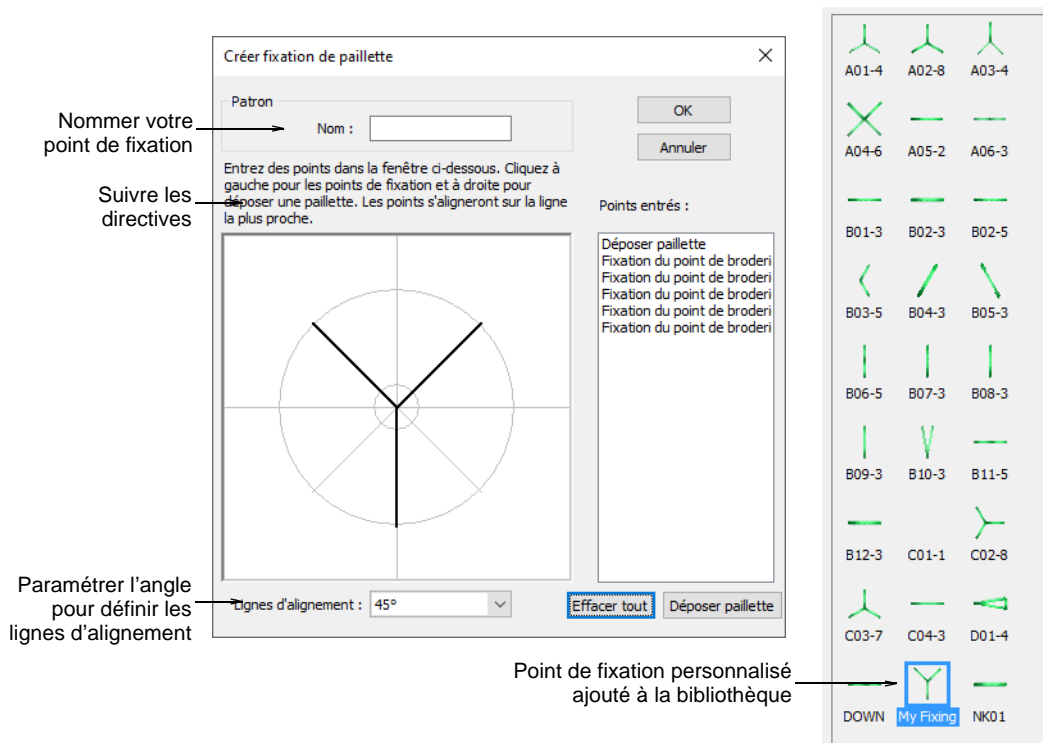 Créer fixation de paillette
Patron
Nom :
OK
Annuler
Nommer votre
point de fixation
Entrez des points dans la fenêtre ci-dessous. Cliquez à
gauche pour les points de fixation et à droite pour
déposer une paillette. Les points s'aligneront sur la ligne
la plus proche.
Suivre les
directives
Points entrés :
Déposer paillette
Fixation du point de broderi
Fixation du point de broderi
Fixation du point de broderi
Fixation du point de broderi
Fixation du point de broderi
Paramétrer l’angle
pour définir les
lignes d’alignement
Lignes d'alignement :
45°
Effacer tout
Déposer paillette
Point de fixation personnalisé
ajouté à la bibliothèque
A01-4 A02-8 A03-4
A04-6 A05-2 A06-3
B01-3 B02-3 B02-5
B03-5 B04-3 B05-3
B06-5 B07-3 B08-3
B09-3 B10-3 B11-5
B12-3 C01-1 C02-8
C03-7 C04-3 D01-4
DOWN My Fixing NK01